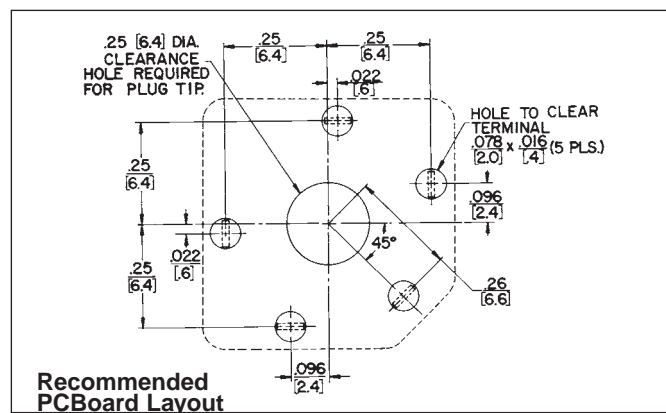 .25 [6.4] DIA.
CLEARANCE
HOLE REQUIRED
FOR PLUG TIP.
.25
[6.4]
.25
[6.4]
.022
[.6]
HOLE TO CLEAR
TERMINAL
.078 x .016 (5 PLS.)
[2.0] [.4]
.25
[6.4]
.096
[2.4]
.022
[.6]
45°
.25
[6.4]
.26
[6.6]
.096
[2.4]
Recommended
PCBoard Layout